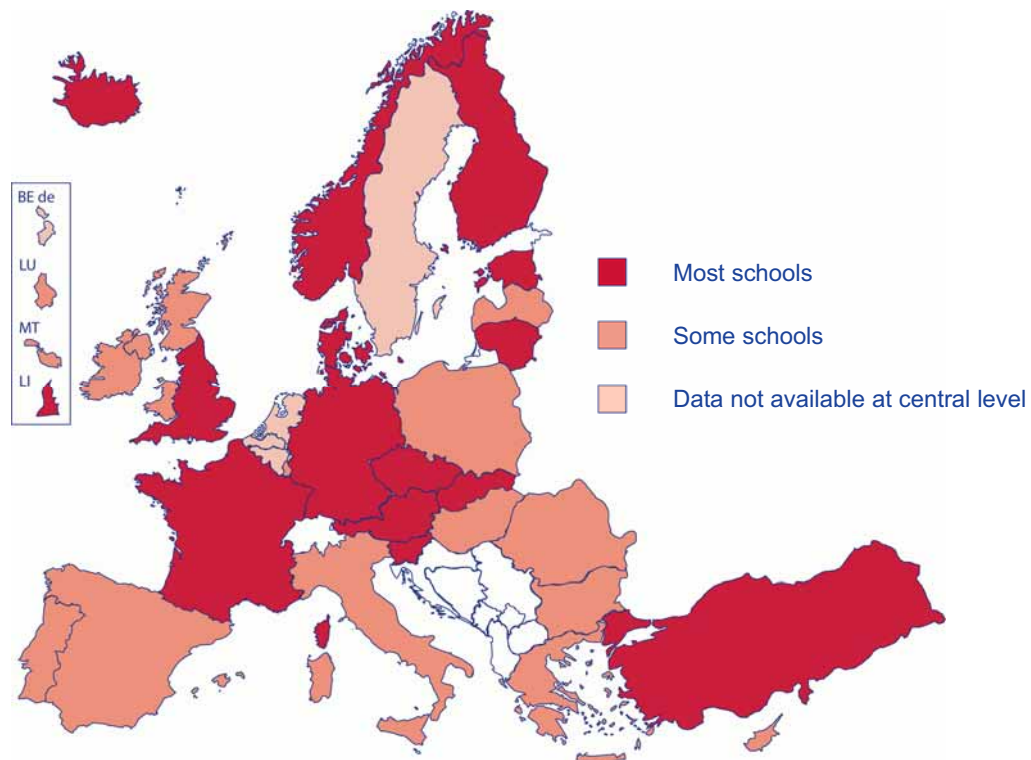 BE de
LU
MT
LI
Most schools
Some schools
Data not available at central level